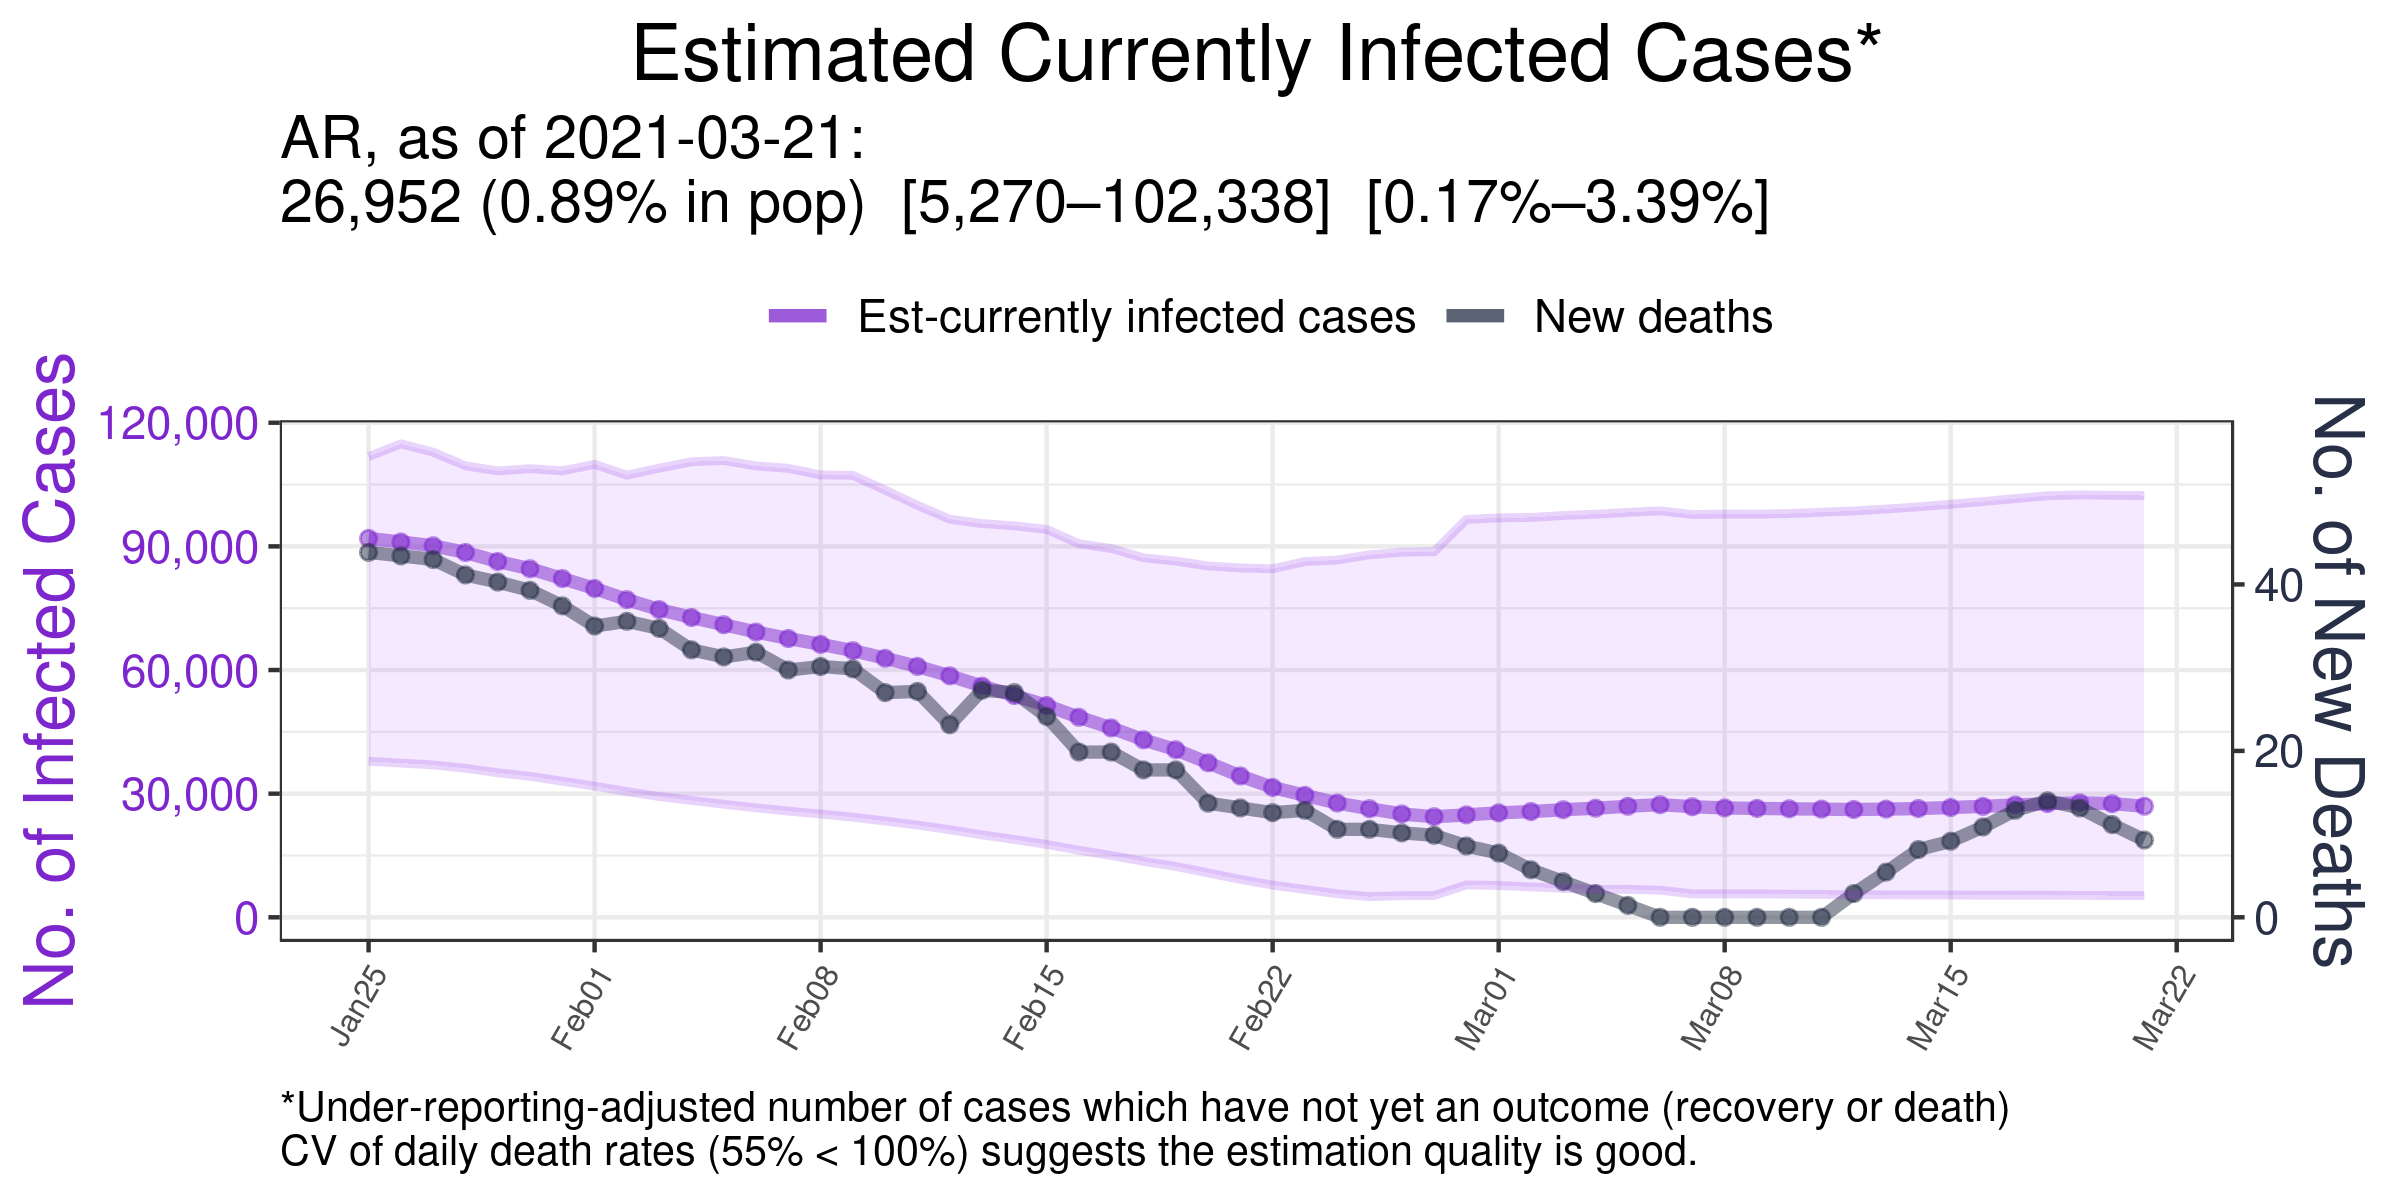 Estimated Currently Infected Cases*
AR, as of 2021-03-21:
26,952 (0.89% in pop) [5,270–102,338] [0.17%–3.39%]
Est-currently infected cases
New deaths
No. of Infected Cases
120,000
90,000
60,000
30,000
0
No. of New Deaths
40
20
0
Jan25
Feb01
Feb08
Feb15
Feb22
Mar01
Mar08
Mar15
Mar22
*Under-reporting-adjusted number of cases which have not yet an outcome (recovery or death)
CV of daily death rates (55% < 100%) suggests the estimation quality is good.